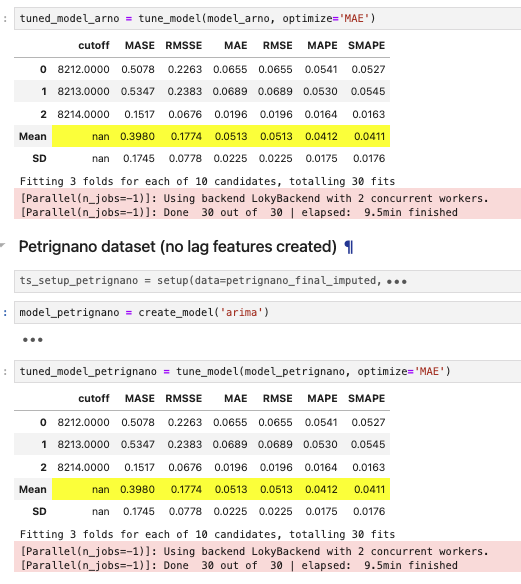 : tuned_model_arno = tune_model(model_arno, optimize='MAE')
cutoff MASE RMSSE MAE RMSE MAPE SMAPE
0 8212.0000 0.5078 0.2263 0.0655 0.0655 0.0541 0.0527
1 8213.0000 0.5347 0.2383 0.0689 0.0689 0.0530 0.0545
2 8214.0000 0.1517 0.0676 0.0196 0.0196 0.0164 0.0163
Mean nan 0.3980 0.1774 0.0513 0.0513 0.0412 0.0411
SD nan 0.1745 0.0778 0.0225 0.0225 0.0175 0.0176
Fitting 3 folds for each of 10 candidates, totalling 30 fits
[Parallel(n_jobs=-1)]: Using backend LokyBackend with 2 concurrent workers.
[Parallel(n_jobs=-1)]: Done 30 out of 30 | elapsed: 9.5min finished
Petrignano dataset (no lag features created) ¶
ts_setup_petrignano = setup(data=petrignano_final_imputed, •••
: model_petrignano = create_model('arima')
•••
: tuned_model_petrignano = tune_model(model_petrignano, optimize='MAE')
cutoff MASE RMSSE MAE RMSE MAPE SMAPE
0 8212.0000 0.5078 0.2263 0.0655 0.0655 0.0541 0.0527
1 8213.0000 0.5347 0.2383 0.0689 0.0689 0.0530 0.0545
2 8214.0000 0.1517 0.0676 0.0196 0.0196 0.0164 0.0163
Mean nan 0.3980 0.1774 0.0513 0.0513 0.0412 0.0411
SD nan 0.1745 0.0778 0.0225 0.0225 0.0175 0.0176
Fitting 3 folds for each of 10 candidates, totalling 30 fits
[Parallel(n_jobs=-1)]: Using backend LokyBackend with 2 concurrent workers.
[Parallel(n_jobs=-1)]: Done 30 out of 30 | elapsed: 9.5min finished